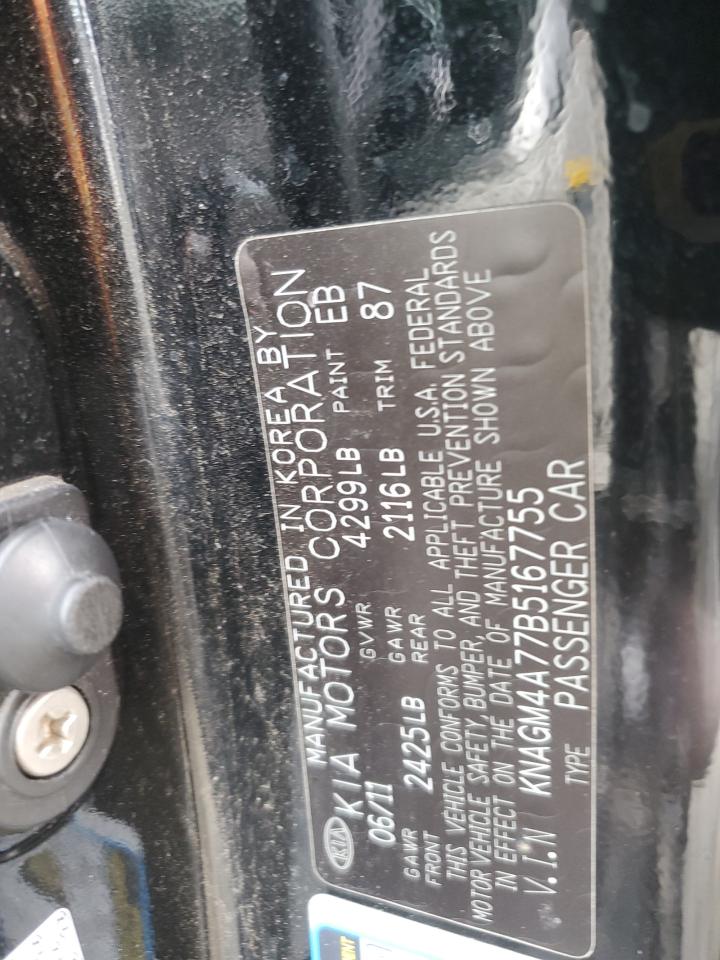 MANUFACTURED IN KOREA BY
KIA KIA MOTORS CORPORATION
06/11 GVWR 4299LB PAINT EB
GAWR FRONT 2425LB GAWR REAR 2116LB TRIM 87
THIS VEHICLE CONFORMS TO ALL APPLICABLE U.S.A. FEDERAL
MOTOR VEHICLE SAFETY, BUMPER, AND THEFT PREVENTION STANDARDS
IN EFFECT ON THE DATE OF MANUFACTURE SHOWN ABOVE
V.I.N KNAGM4A77B5167755
TYPE PASSENGER CAR